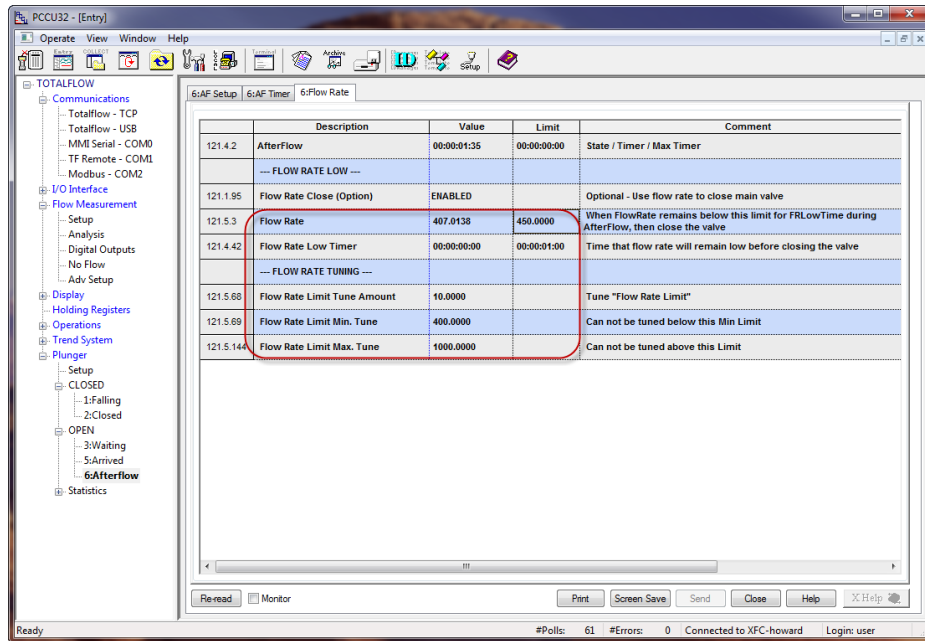 PCCU32 - [Entry]
Operate View Window Help
Entry COLLECT Terminal Archive Setup
TOTALFLOW
Communications
Totalflow - TCP
Totalflow - USB
MMI Serial - COM0
TF Remote - COM1
Modbus - COM2
I/O Interface
Flow Measurement
Setup
Analysis
Digital Outputs
No Flow
Adv Setup
Display
Holding Registers
Operations
Trend System
Plunger
Setup
CLOSED
1:Falling
2:Closed
OPEN
3:Waiting
5:Arrived
6:Afterflow
Statistics
6:AF Setup 6:AF Timer 6:Flow Rate
Description Value Limit Comment
121.4.2 AfterFlow 00:00:01:35 00:00:00:00 State / Timer / Max Timer
--- FLOW RATE LOW ---
121.1.95 Flow Rate Close (Option) ENABLED Optional - Use flow rate to close main valve
121.5.3 Flow Rate 407.0138 450.0000 When FlowRate remains below this limit for FRLowTime during
AfterFlow, then close the valve
121.4.42 Flow Rate Low Timer 00:00:00:00 00:00:01:00 Time that flow rate will remain low before closing the valve
--- FLOW RATE TUNING ---
121.5.68 Flow Rate Limit Tune Amount 10.0000 Tune "Flow Rate Limit"
121.5.69 Flow Rate Limit Min. Tune 400.0000 Can not be tuned below this Min Limit
121.5.144 Flow Rate Limit Max. Tune 1000.0000 Can not be tuned above this Limit
Re-read Monitor Print Screen Save Send Close Help X Help
Ready #Polls: 61 #Errors: 0 Connected to XFC-howard Login: user